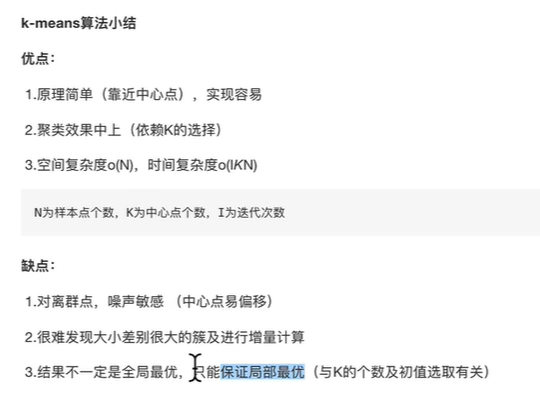 k-means算法小结
优点：
1.原理简单（靠近中心点），实现容易
2.聚类效果中上（依赖K的选择）
3.空间复杂度o(N)，时间复杂度o(IKN)
N为样本点个数，K为中心点个数，I为迭代次数
缺点：
1.对离群点，噪声敏感 （中心点易偏移）
2.很难发现大小差别很大的簇及进行增量计算
3.结果不一定是全局最优，只能保证局部最优（与K的个数及初值选取有关）